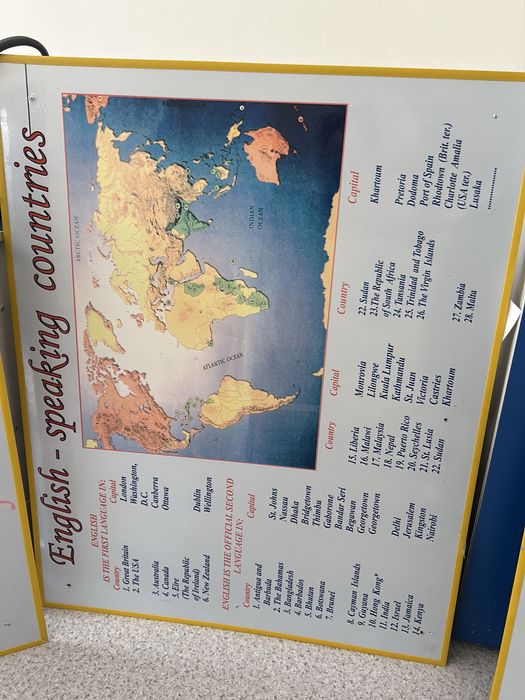 English - speaking countries
ENGLISH
IS THE FIRST LANGUAGE IN:
Country Capital
1. Great Britain London
2. The USA Washington,
D.C.
3. Australia Canberra
4. Canada Ottawa
5. Eire
(The Republic
of Ireland) Dublin
6. New Zealand Wellington
ENGLISH IS THE OFFICIAL SECOND
LANGUAGE IN:
Country Capital
1. Antigua and
Barbuda St. Johns
2. The Bahamas Nassau
3. Bangladesh Dhaka
4. Barbados Bridgetown
5. Bhutan Thimbu
6. Botswana Gaborone
7. Brunei Bandar Seri
Begawan
8. Cayman Islands Georgetown
9. Guyana Georgetown
10. Hong Kong*
11. India Delhi
12. Israel Jerusalem
13. Jamaica Kingston
14. Kenya Nairobi
ARCTIC OCEAN
ATLANTIC OCEAN
INDIAN
OCEAN
Country Capital
15. Liberia Monrovia
16. Malawi Lilongwe
17. Malaysia Kuala Lumpur
18. Nepal Kathmandu
19. Puerto Rico St. Juan
20. Seychelles Victoria
21. St. Lusia Castries
22. Sudan Khartoum
Country Capital
22. Sudan Khartoum
23. The Republic
of South Africa Pretoria
24. Tansania Dodoma
25. Trinidad and Tobago Port of Spain
26. The Virgin Islands Rhodown (Brit. ter.)
Charlotte Amalia
(USA ter.)
27. Zambia Lusaka
28. Malta ................